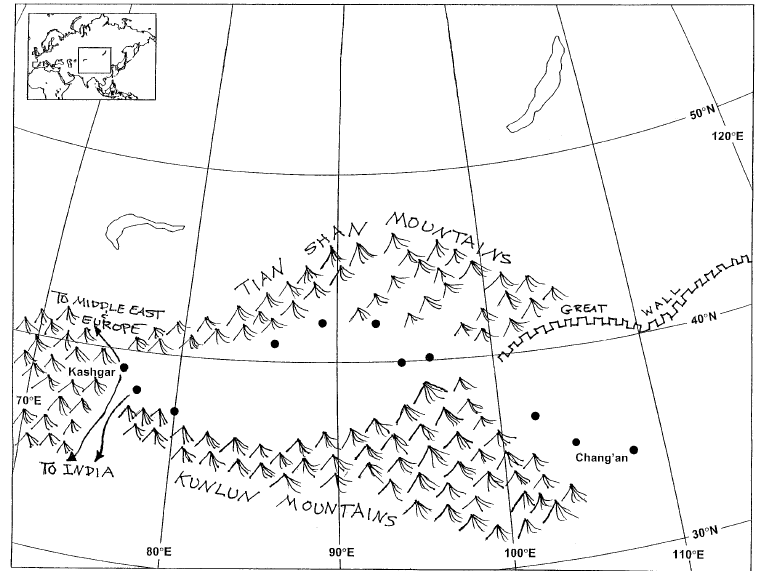 50°N
120°E
TIAN SHAN MOUNTAINS
TO MIDDLE EAST
&
EUROPE
GREAT WALL
40°N
Kashgar
70°E
Chang'an
TO INDIA
KUNLUN MOUNTAINS
30°N
80°E
90°E
100°E
110°E